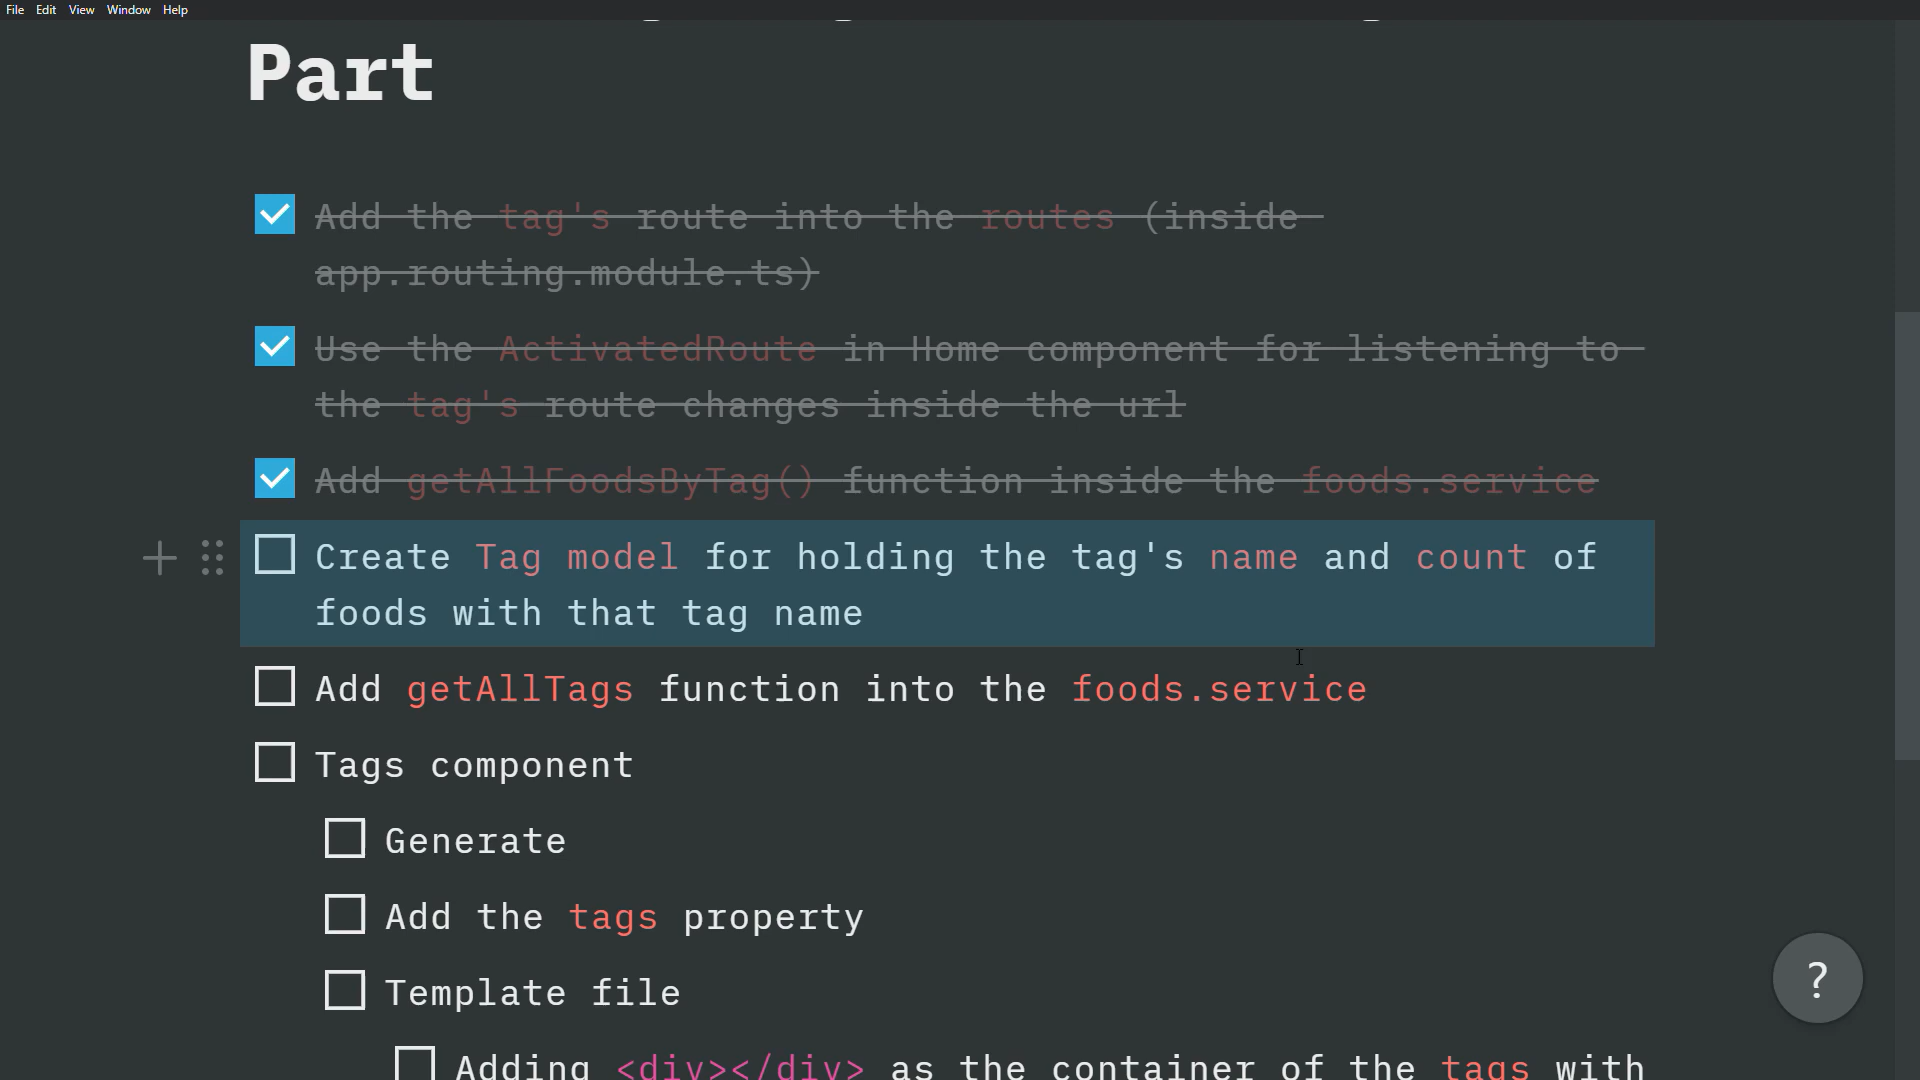 File Edit View Window Help
Part
Add the tag's route into the routes (inside
app.routing.module.ts)
Use the ActivatedRoute in Home component for listening to
the tag's route changes inside the url
Add getAllFoodsByTag() function inside the foods.service
Create Tag model for holding the tag's name and count of
foods with that tag name
Add getAllTags function into the foods.service
Tags component
Generate
Add the tags property
Template file
Adding <div></div> as the container of the tags with
?